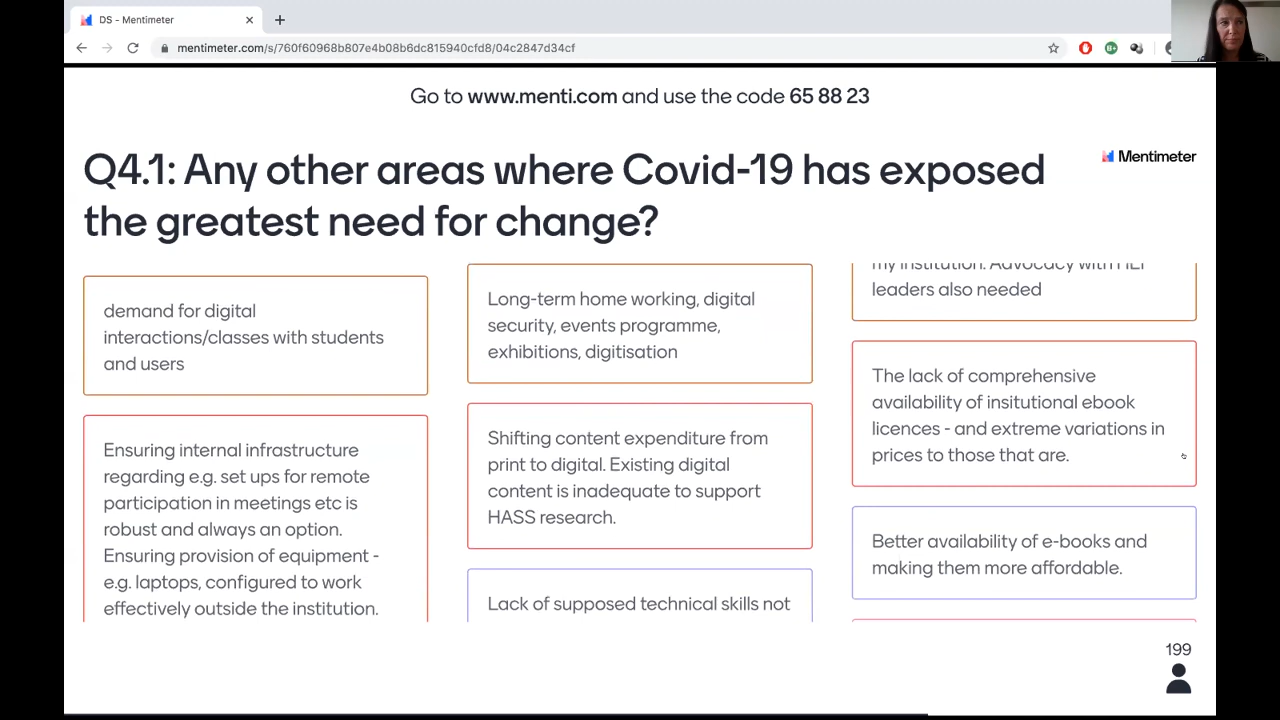 DS - Mentimeter
mentimeter.com/s/760f60968b807e4b08b6dc815940cfd8/04c2847d34cf
Go to www.menti.com and use the code 65 88 23
Q4.1: Any other areas where Covid-19 has exposed
the greatest need for change?
Mentimeter
demand for digital
interactions/classes with students
and users
Ensuring internal infrastructure
regarding e.g. set ups for remote
participation in meetings etc is
robust and always an option.
Ensuring provision of equipment -
e.g. laptops, configured to work
effectively outside the institution.
Long-term home working, digital
security, events programme,
exhibitions, digitisation
Shifting content expenditure from
print to digital. Existing digital
content is inadequate to support
HASS research.
Lack of supposed technical skills not
my institution. Advocacy with HEI
leaders also needed
The lack of comprehensive
availability of insitutional ebook
licences - and extreme variations in
prices to those that are.
Better availability of e-books and
making them more affordable.
199